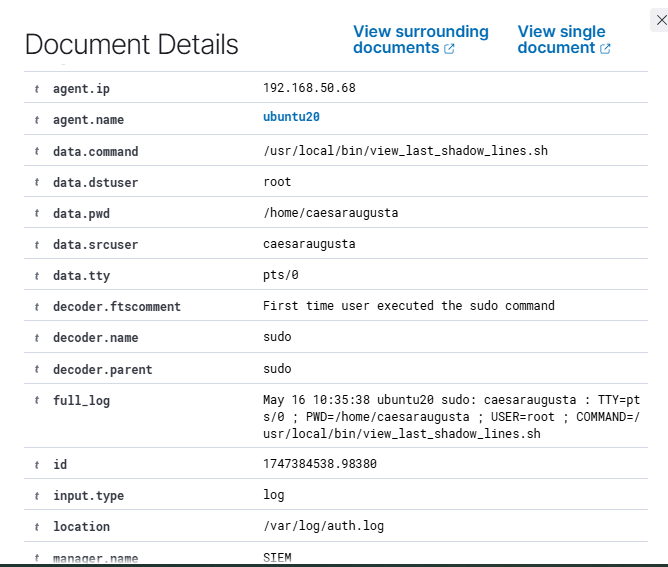 Document Details
View surrounding
documents
View single
document
t agent.ip 192.168.50.68
t agent.name ubuntu20
t data.command /usr/local/bin/view_last_shadow_lines.sh
t data.dstuser root
t data.pwd /home/caesaraugusta
t data.srcuser caesaraugusta
t data.tty pts/0
t decoder.ftscomment First time user executed the sudo command
t decoder.name sudo
t decoder.parent sudo
t full_log May 16 10:35:38 ubuntu20 sudo: caesaraugusta : TTY=pt
s/0 ; PWD=/home/caesaraugusta ; USER=root ; COMMAND=/
usr/local/bin/view_last_shadow_lines.sh
t id 1747384538.98380
t input.type log
t location /var/log/auth.log
t manager.name SIEM